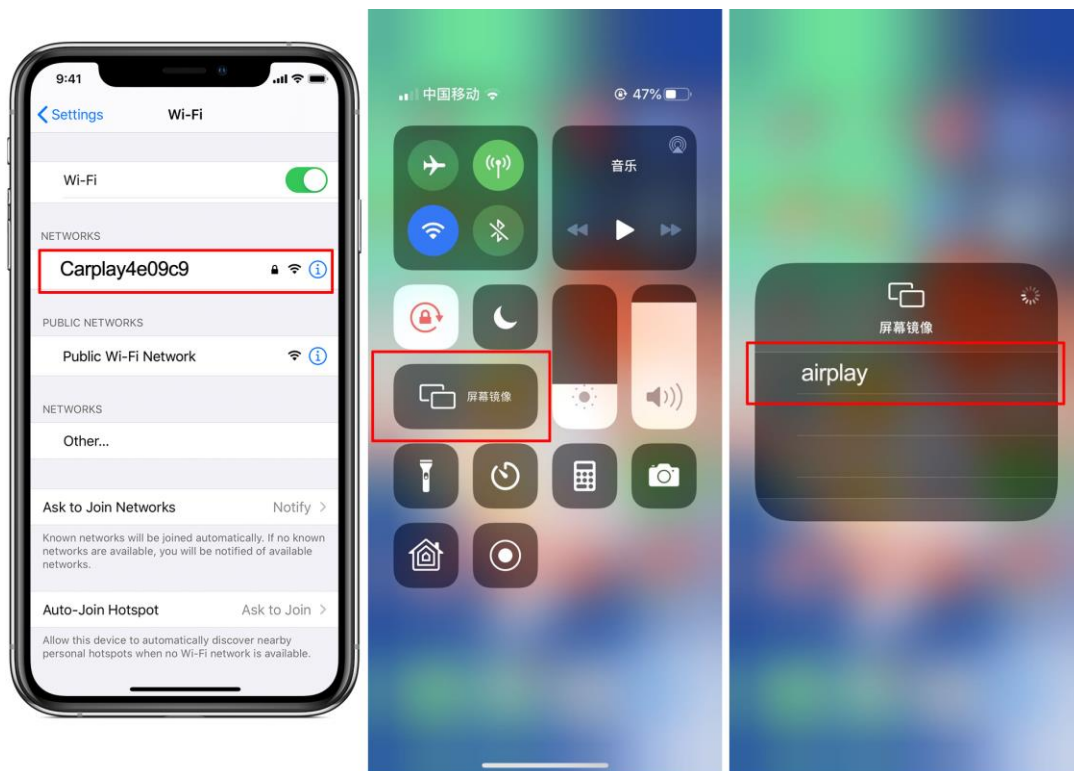 9:41
Settings
Wi-Fi
Wi-Fi
NETWORKS
Carplay4e09c9
PUBLIC NETWORKS
Public Wi-Fi Network
NETWORKS
Other...
Ask to Join Networks Notify
Known networks will be joined automatically. If no known
networks are available, you will be notified of available
networks.
Auto-Join Hotspot Ask to Join
Allow this device to automatically discover nearby
personal hotspots when no Wi-Fi network is available.
中国移动 47%
音乐
屏幕镜像
屏幕镜像
airplay